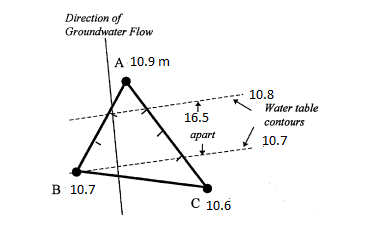 Direction of
Groundwater Flow
A 10.9 m
10.8
16.5
apart
Water table
contours
10.7
B 10.7
C 10.6